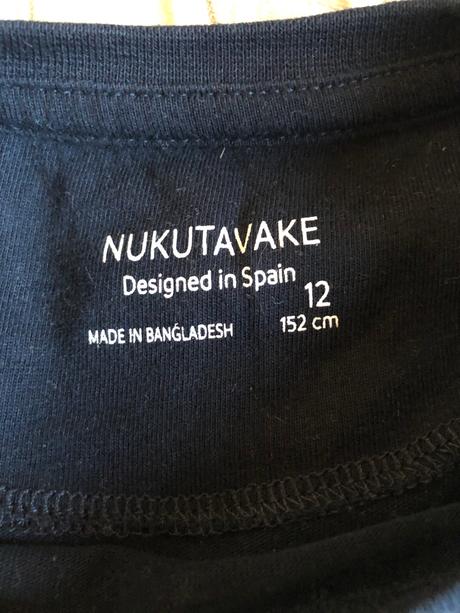 NUKUTAVAKE
Designed in Spain
12
MADE IN BANGLADESH
152 cm